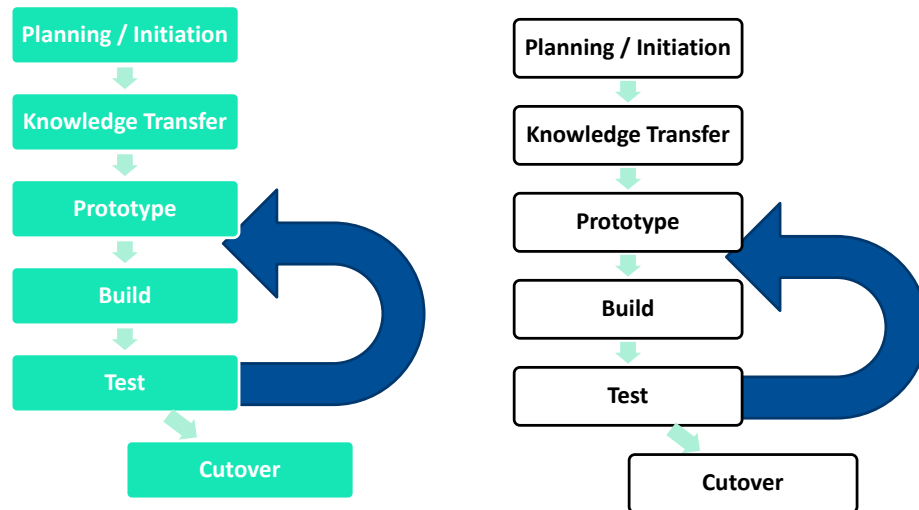 Planning / Initiation
Knowledge Transfer
Prototype
Build
Test
Cutover
Planning / Initiation
Knowledge Transfer
Prototype
Build
Test
Cutover